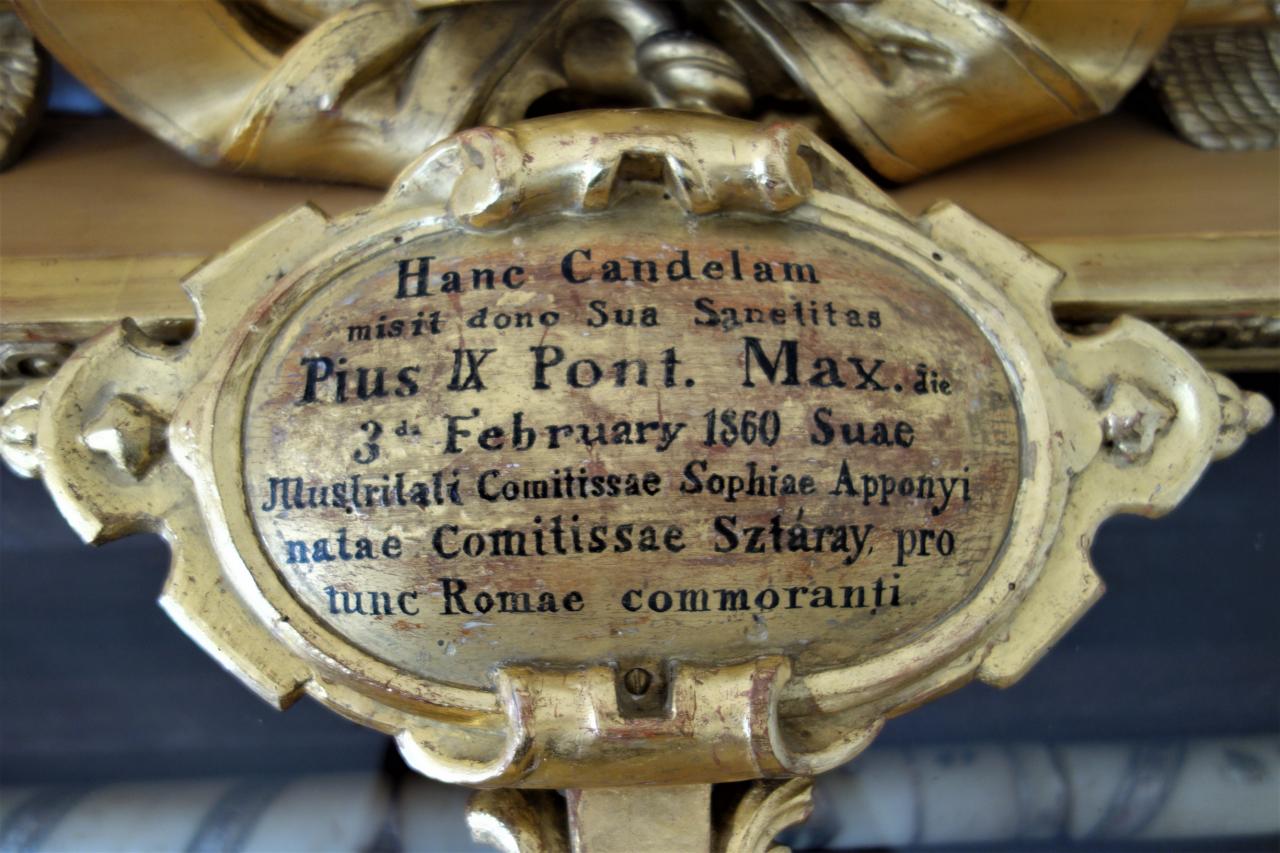 Hanc Candelam
misit dono Sua Sanctitas
Pius IX Pont. Max. die
3da February 1860 Suae
Illustritati Comitissae Sophiae Apponyi
natae Comitissae Sztáray, pro
tunc Romae commoranti.